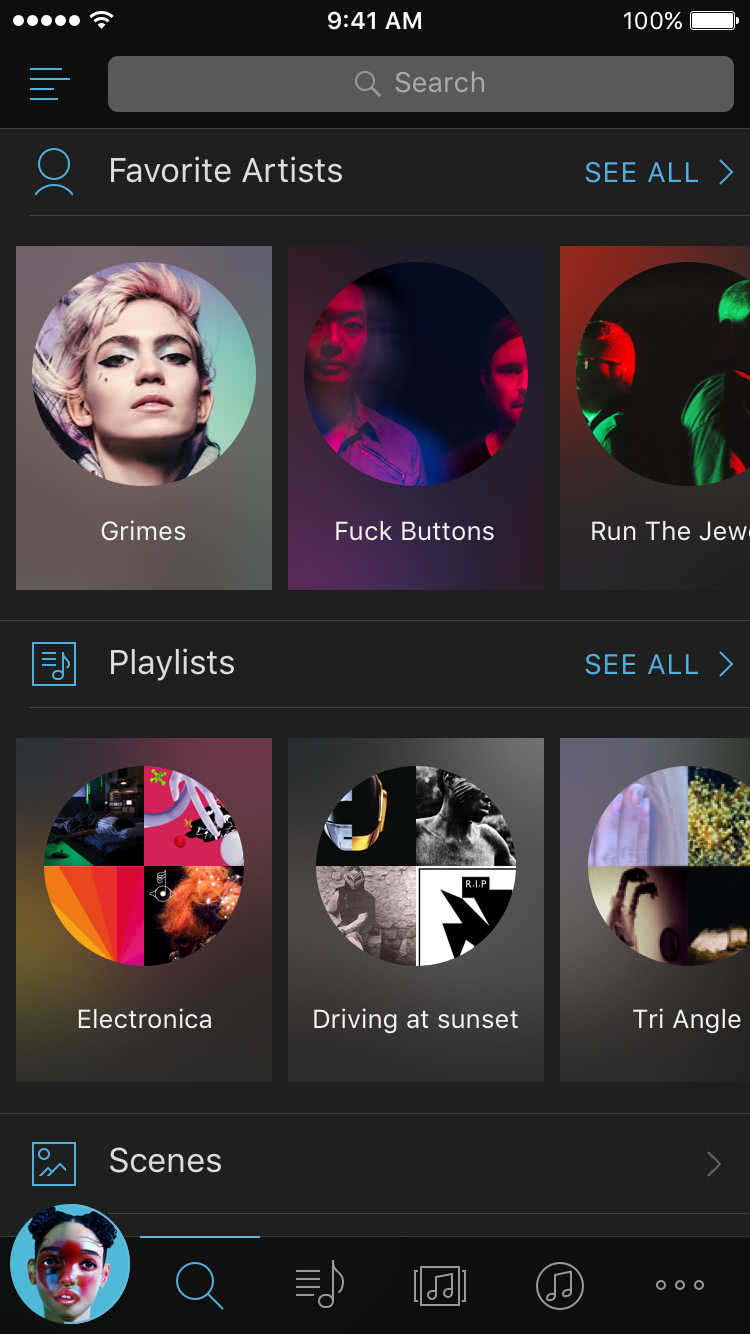 9:41 AM
100%
Search
Favorite Artists
SEE ALL
Grimes
Fuck Buttons
Run The Jew
Playlists
SEE ALL
R.I.P
Electronica
Driving at sunset
Tri Angle
Scenes